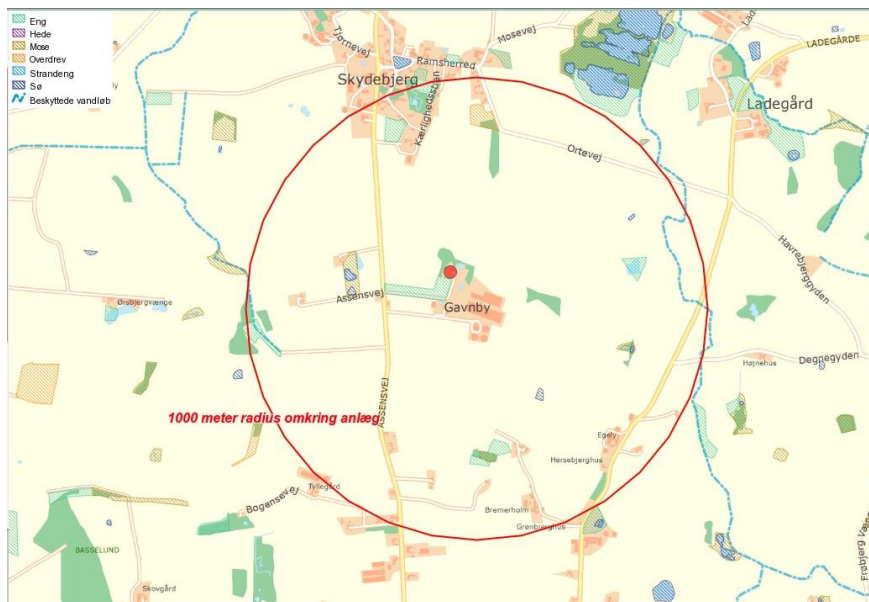 Eng
Hede
Mose
Overdrev
Strandeng
Sø
Beskyttede vandløb
Tjørnevej
Mosevej
Ramsherred
Skydebjerg
LADEGÅRDE
Ladegård
Ortevej
Havrebjerggyden
Assensvej
Gavnby
Ørsbjergvænge
Degnegyden
Højnehus
ASSENSVEJ
1000 meter radius omkring anlæg
Egely
Hersebjerghus
Tyllegård
Bogensevej
Bremerholm
Grønbjerghus
BASSELUND
Skovgård